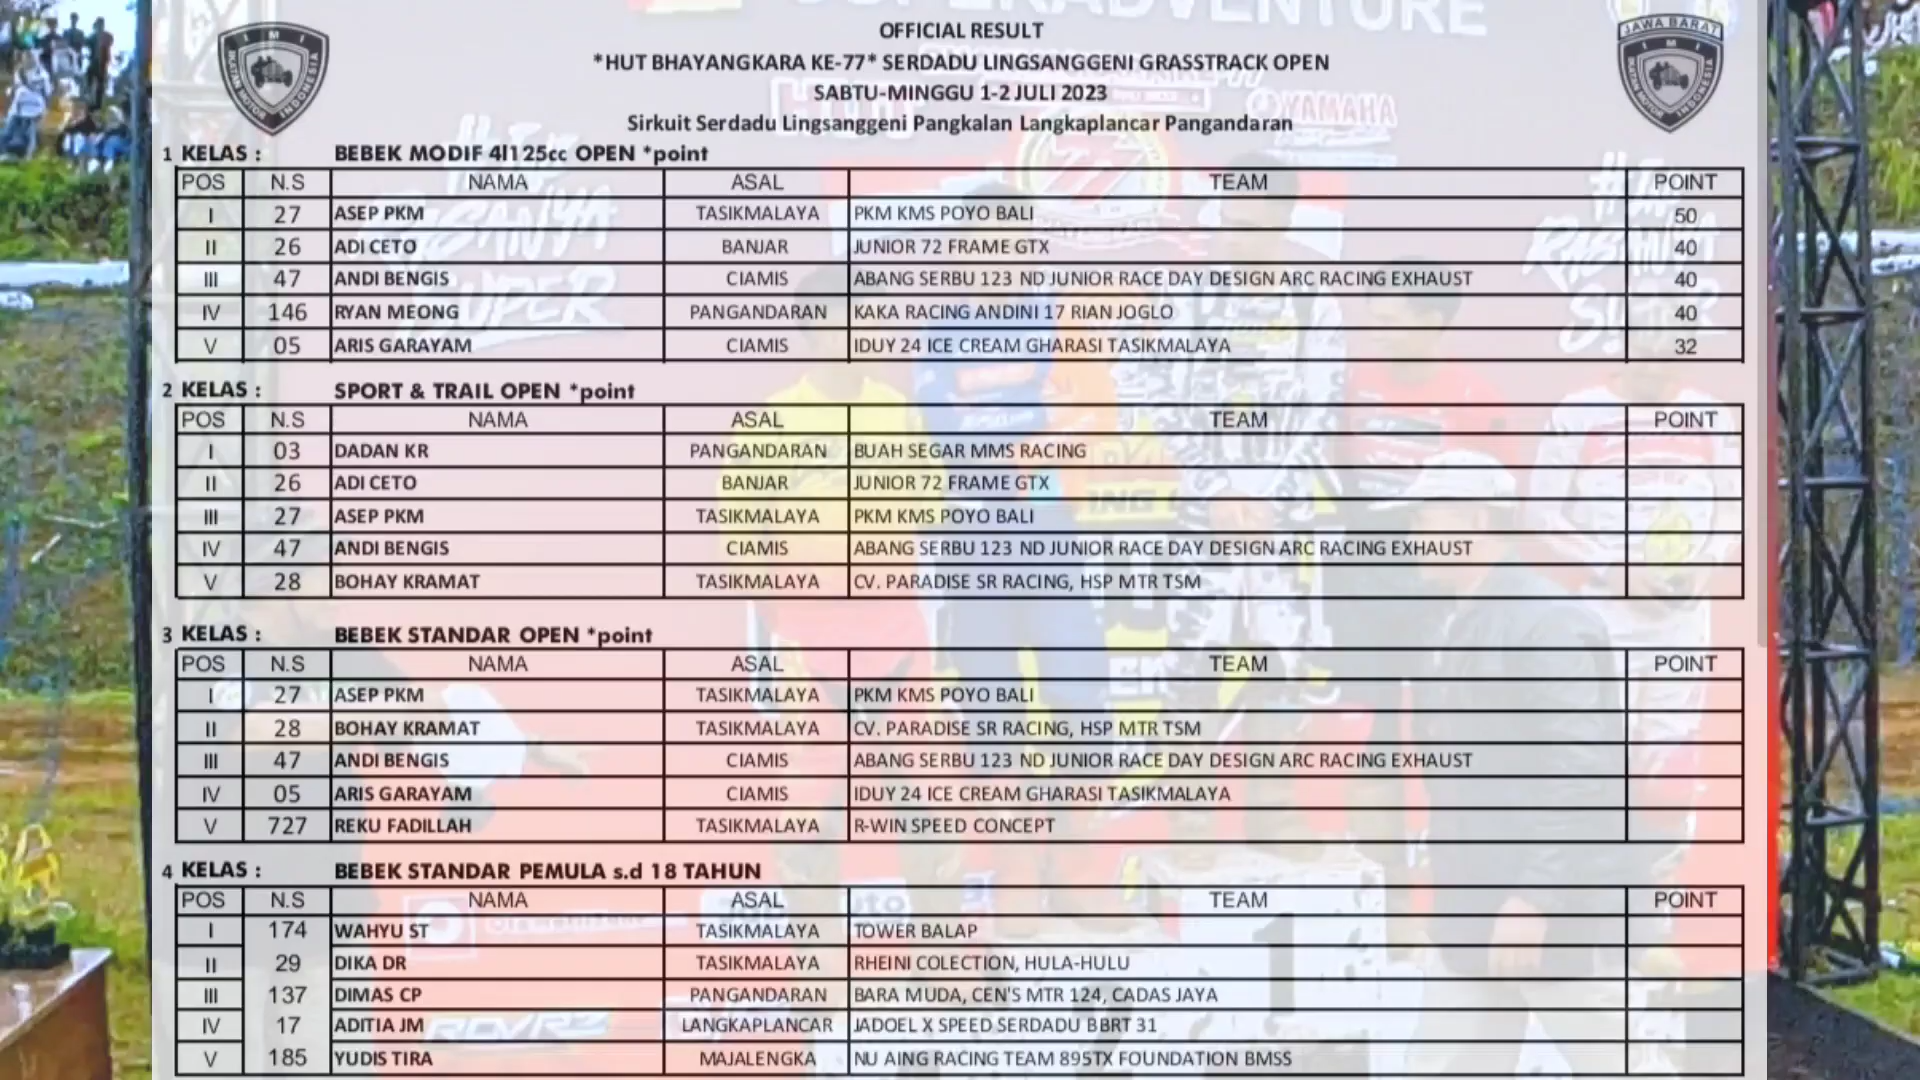 SUPERADVENTURE
OFFICIAL RESULT
*HUT BHAYANGKARA KE-77* SERDADU LINGSANGGENI GRASSTRACK OPEN
SABTU-MINGGU 1-2 JULI 2023
Sirkuit Serdadu Lingsanggeni Pangkalan Langkaplancar Pangandaran
IMI
IKATAN MOTOR INDONESIA
JAWA BARAT
IMI
IKATAN MOTOR INDONESIA
YAMAHA
1 KELAS : BEBEK MODIF 4l125cc OPEN *point
POS N.S NAMA ASAL TEAM POINT
I 27 ASEP PKM TASIKMALAYA PKM KMS POYO BALI 50
II 26 ADI CETO BANJAR JUNIOR 72 FRAME GTX 40
III 47 ANDI BENGIS CIAMIS ABANG SERBU 123 ND JUNIOR RACE DAY DESIGN ARC RACING EXHAUST 40
IV 146 RYAN MEONG PANGANDARAN KAKA RACING ANDINI 17 RIAN JOGLO 40
V 05 ARIS GARAYAM CIAMIS IDUY 24 ICE CREAM GHARASI TASIKMALAYA 32
2 KELAS : SPORT & TRAIL OPEN *point
POS N.S NAMA ASAL TEAM POINT
I 03 DADAN KR PANGANDARAN BUAH SEGAR MMS RACING
II 26 ADI CETO BANJAR JUNIOR 72 FRAME GTX
III 27 ASEP PKM TASIKMALAYA PKM KMS POYO BALI
IV 47 ANDI BENGIS CIAMIS ABANG SERBU 123 ND JUNIOR RACE DAY DESIGN ARC RACING EXHAUST
V 28 BOHAY KRAMAT TASIKMALAYA CV. PARADISE SR RACING, HSP MTR TSM
3 KELAS : BEBEK STANDAR OPEN *point
POS N.S NAMA ASAL TEAM POINT
I 27 ASEP PKM TASIKMALAYA PKM KMS POYO BALI
II 28 BOHAY KRAMAT TASIKMALAYA CV. PARADISE SR RACING, HSP MTR TSM
III 47 ANDI BENGIS CIAMIS ABANG SERBU 123 ND JUNIOR RACE DAY DESIGN ARC RACING EXHAUST
IV 05 ARIS GARAYAM CIAMIS IDUY 24 ICE CREAM GHARASI TASIKMALAYA
V 727 REKU FADILLAH TASIKMALAYA R-WIN SPEED CONCEPT
4 KELAS : BEBEK STANDAR PEMULA s.d 18 TAHUN
POS N.S NAMA ASAL TEAM POINT
I 174 WAHYU ST TASIKMALAYA TOWER BALAP
II 29 DIKA DR TASIKMALAYA RHEINI COLECTION, HULA-HULU
III 137 DIMAS CP PANGANDARAN BARA MUDA, CEN'S MTR 124, CADAS JAYA
IV 17 ADITIA JM LANGKAPLANCAR JADOEL X SPEED SERDADU BBRT 31
V 185 YUDIS TIRA MAJALENGKA NU AING RACING TEAM 895TX FOUNDATION BMSS